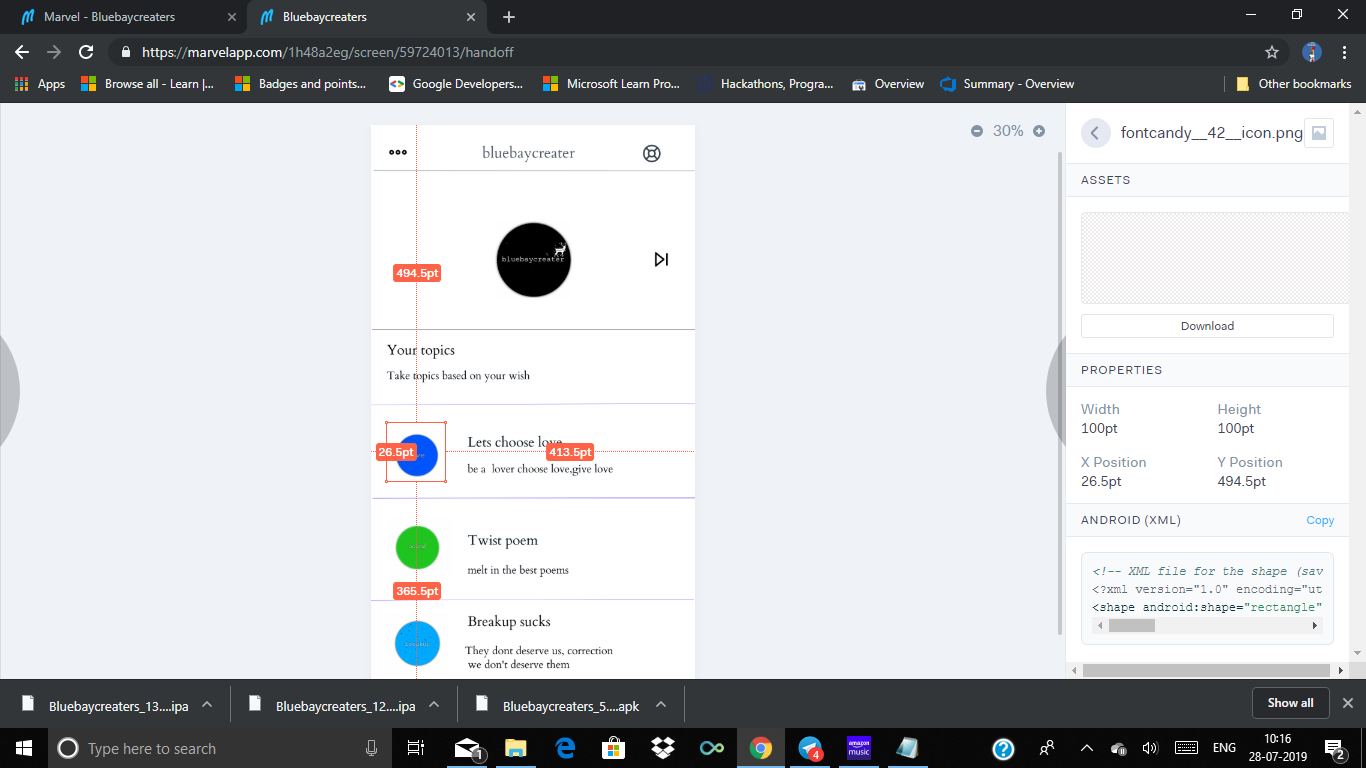 Marvel - Bluebaycreaters
Bluebaycreaters
https://marvelapp.com/1h48a2eg/screen/59724013/handoff
Apps
Browse all - Learn |...
Badges and points...
Google Developers...
Microsoft Learn Pro...
Hackathons, Progra...
Overview
Summary - Overview
Other bookmarks
bluebaycreater
30%
fontcandy__42__icon.png
ASSETS
bluebaycreater
494.5pt
Download
Your topics
Take topics based on your wish
PROPERTIES
Width
Height
100pt
100pt
Lets choose love
26.5pt
413.5pt
be a lover choose love,give love
X Position
Y Position
26.5pt
494.5pt
ANDROID (XML)
Copy
Twist poem
melt in the best poems
<!-- XML file for the shape (sav
<?xml version="1.0" encoding="ut
<shape android:shape="rectangle"
365.5pt
Breakup sucks
They dont deserve us, correction
we don't deserve them
Bluebaycreaters_13....ipa
Bluebaycreaters_12....ipa
Bluebaycreaters_5....apk
Show all
Type here to search
1
4
amazon
music
ENG
10:16
28-07-2019
2